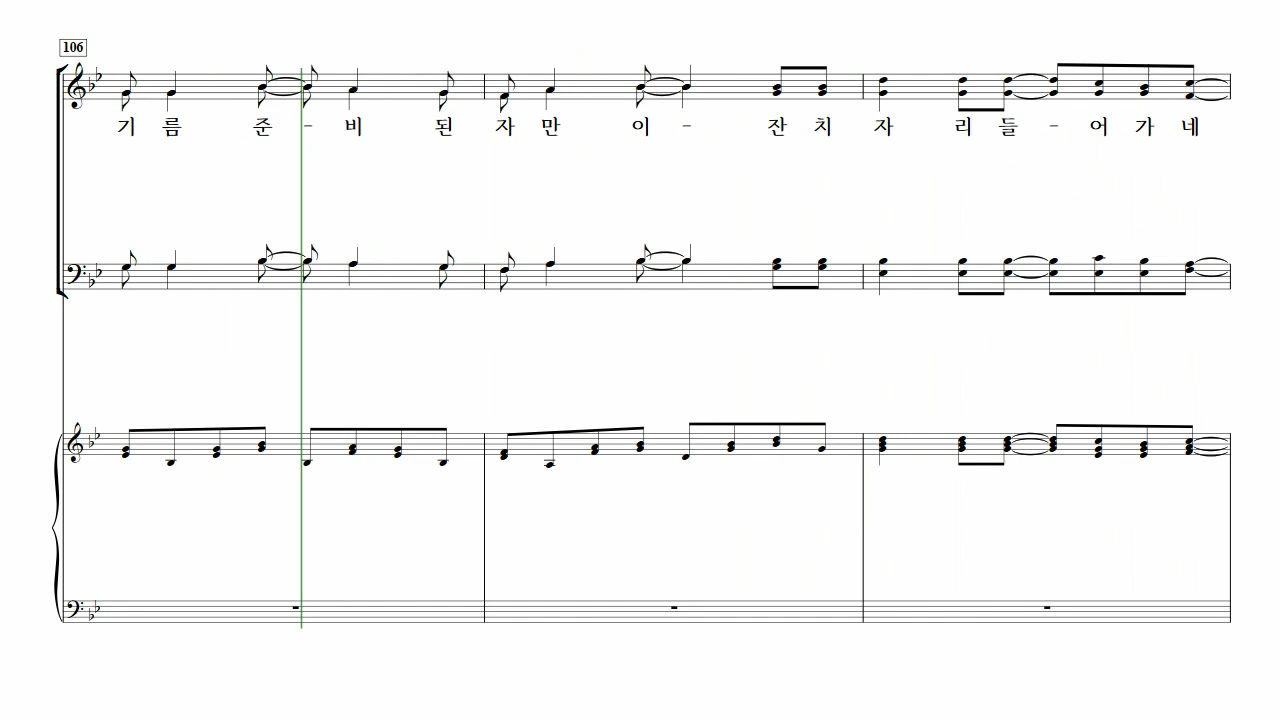 106
기 름 준 - 비 된 자 만 이 - 잔 치 자 리 들 - 어 가 네